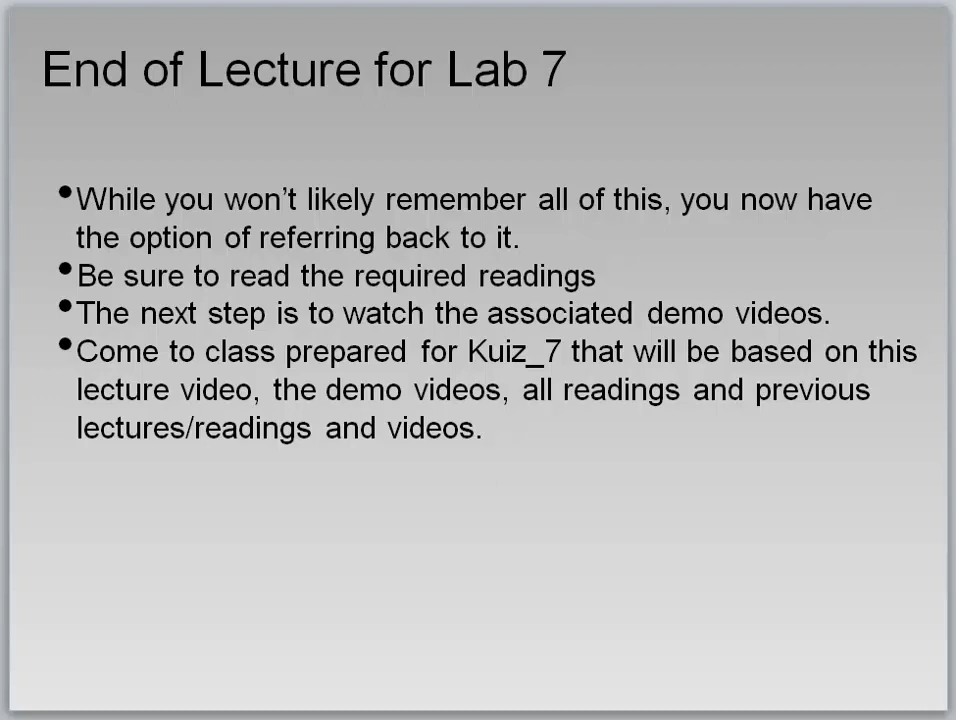 End of Lecture for Lab 7
•While you won’t likely remember all of this, you now have
the option of referring back to it.
•Be sure to read the required readings
•The next step is to watch the associated demo videos.
•Come to class prepared for Kuiz_7 that will be based on this
lecture video, the demo videos, all readings and previous
lectures/readings and videos.